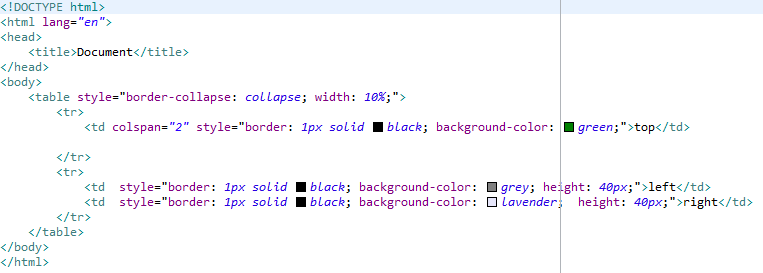 <!DOCTYPE html>
<html lang="en">
<head>
    <title>Document</title>
</head>
<body>
    <table style="border-collapse: collapse; width: 10%;">
        <tr>
            <td colspan="2" style="border: 1px solid black; background-color: green;">top</td>

        </tr>
        <tr>
            <td  style="border: 1px solid black; background-color: grey; height: 40px;">left</td>
            <td  style="border: 1px solid black; background-color: lavender;  height: 40px;">right</td>
        </tr>
    </table>
</body>
</html>